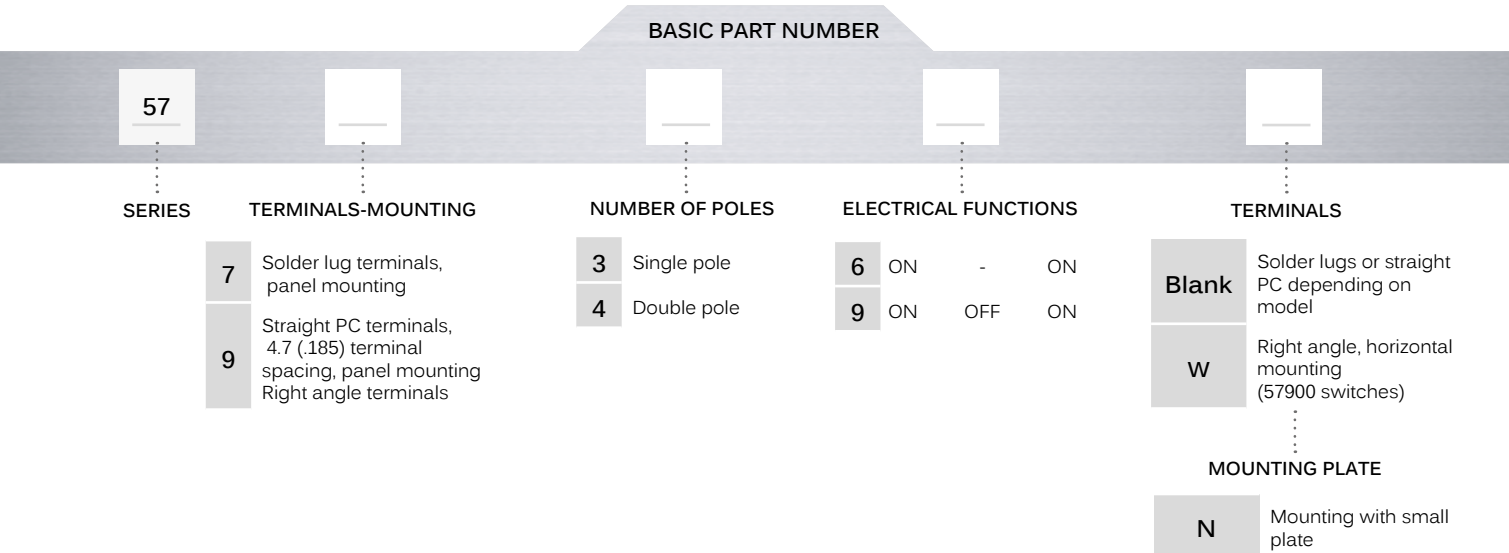 BASIC PART NUMBER
57
SERIES
TERMINALS-MOUNTING
7
Solder lug terminals,
panel mounting
9
Straight PC terminals,
4.7 (.185) terminal
spacing, panel mounting
Right angle terminals
NUMBER OF POLES
3 Single pole
4 Double pole
ELECTRICAL FUNCTIONS
6 ON - ON
9 ON OFF ON
TERMINALS
Blank
Solder lugs or straight
PC depending on
model
W
Right angle, horizontal
mounting
(57900 switches)
MOUNTING PLATE
N
Mounting with small
plate